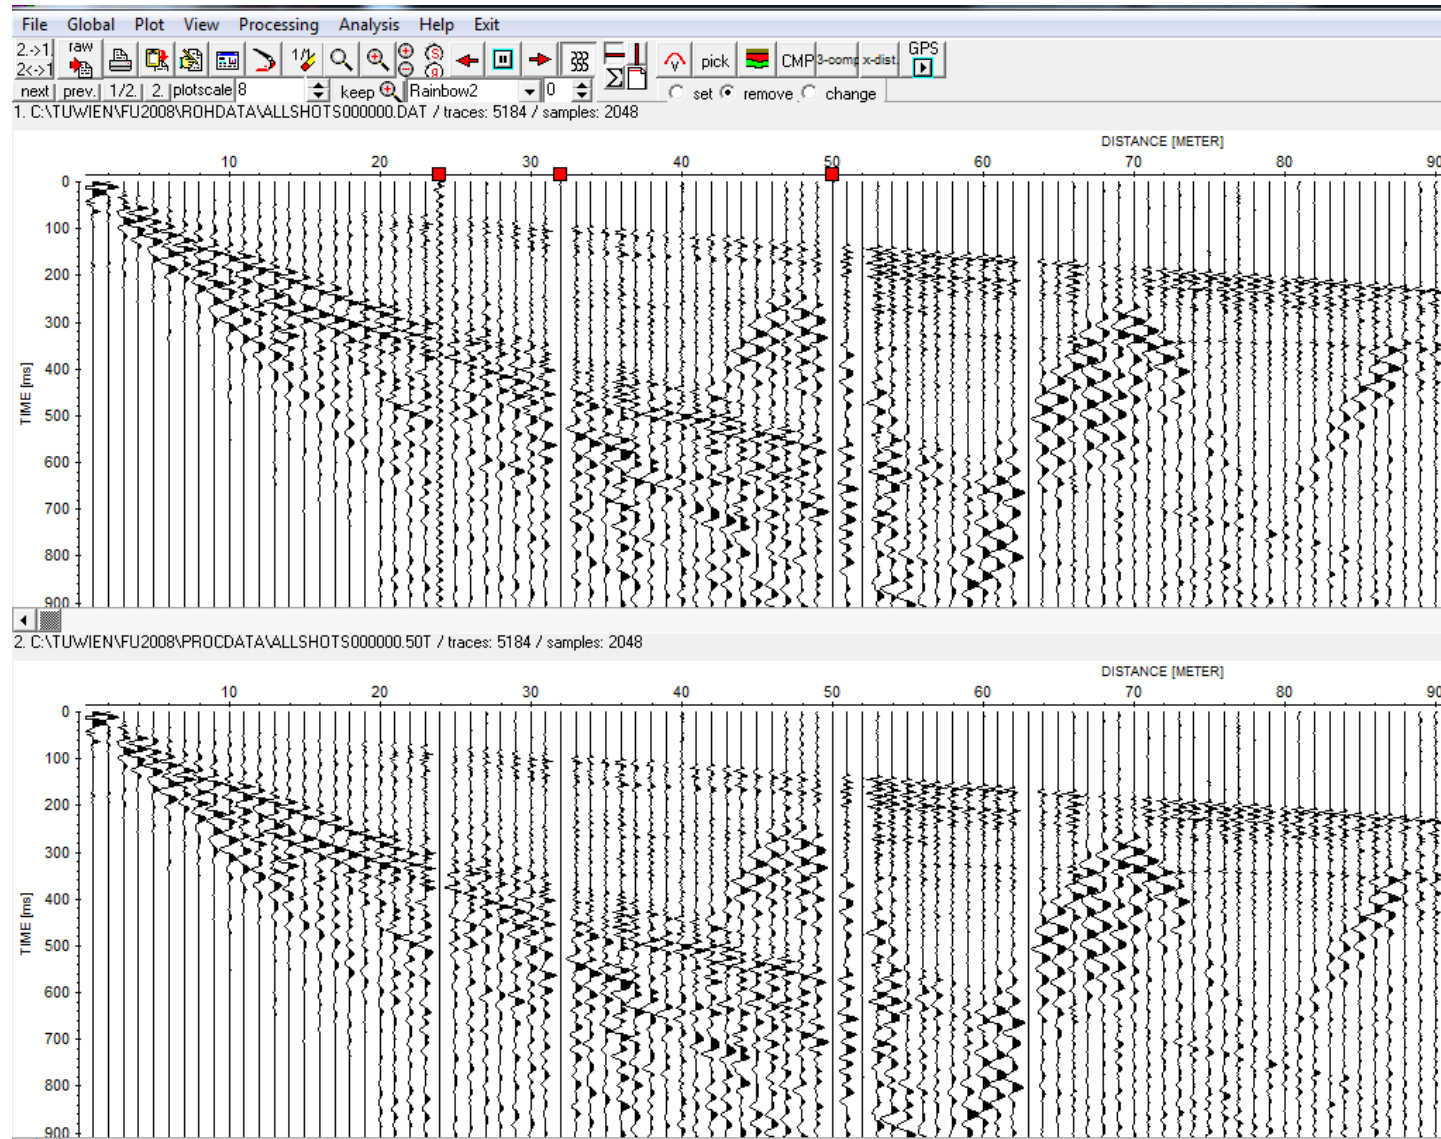 File Global Plot View Processing Analysis Help Exit
2.->1 raw 1/2 S pick CMP 3-comp x-dist. GPS
2<->1 g
next prev. 1/2. 2. plotscale 8 keep Rainbow2 0 Σ set remove change
1. C:\TUWIEN\FU2008\ROHDATA\ALLSHOTS000000.DAT / traces: 5184 / samples: 2048
DISTANCE [METER]
10 20 30 40 50 60 70 80 90
0
100
200
300
400
500
600
700
800
900
TIME [ms]
2. C:\TUWIEN\FU2008\PROCDATA\ALLSHOTS000000.50T / traces: 5184 / samples: 2048
DISTANCE [METER]
10 20 30 40 50 60 70 80 90
0
100
200
300
400
500
600
700
800
900
TIME [ms]